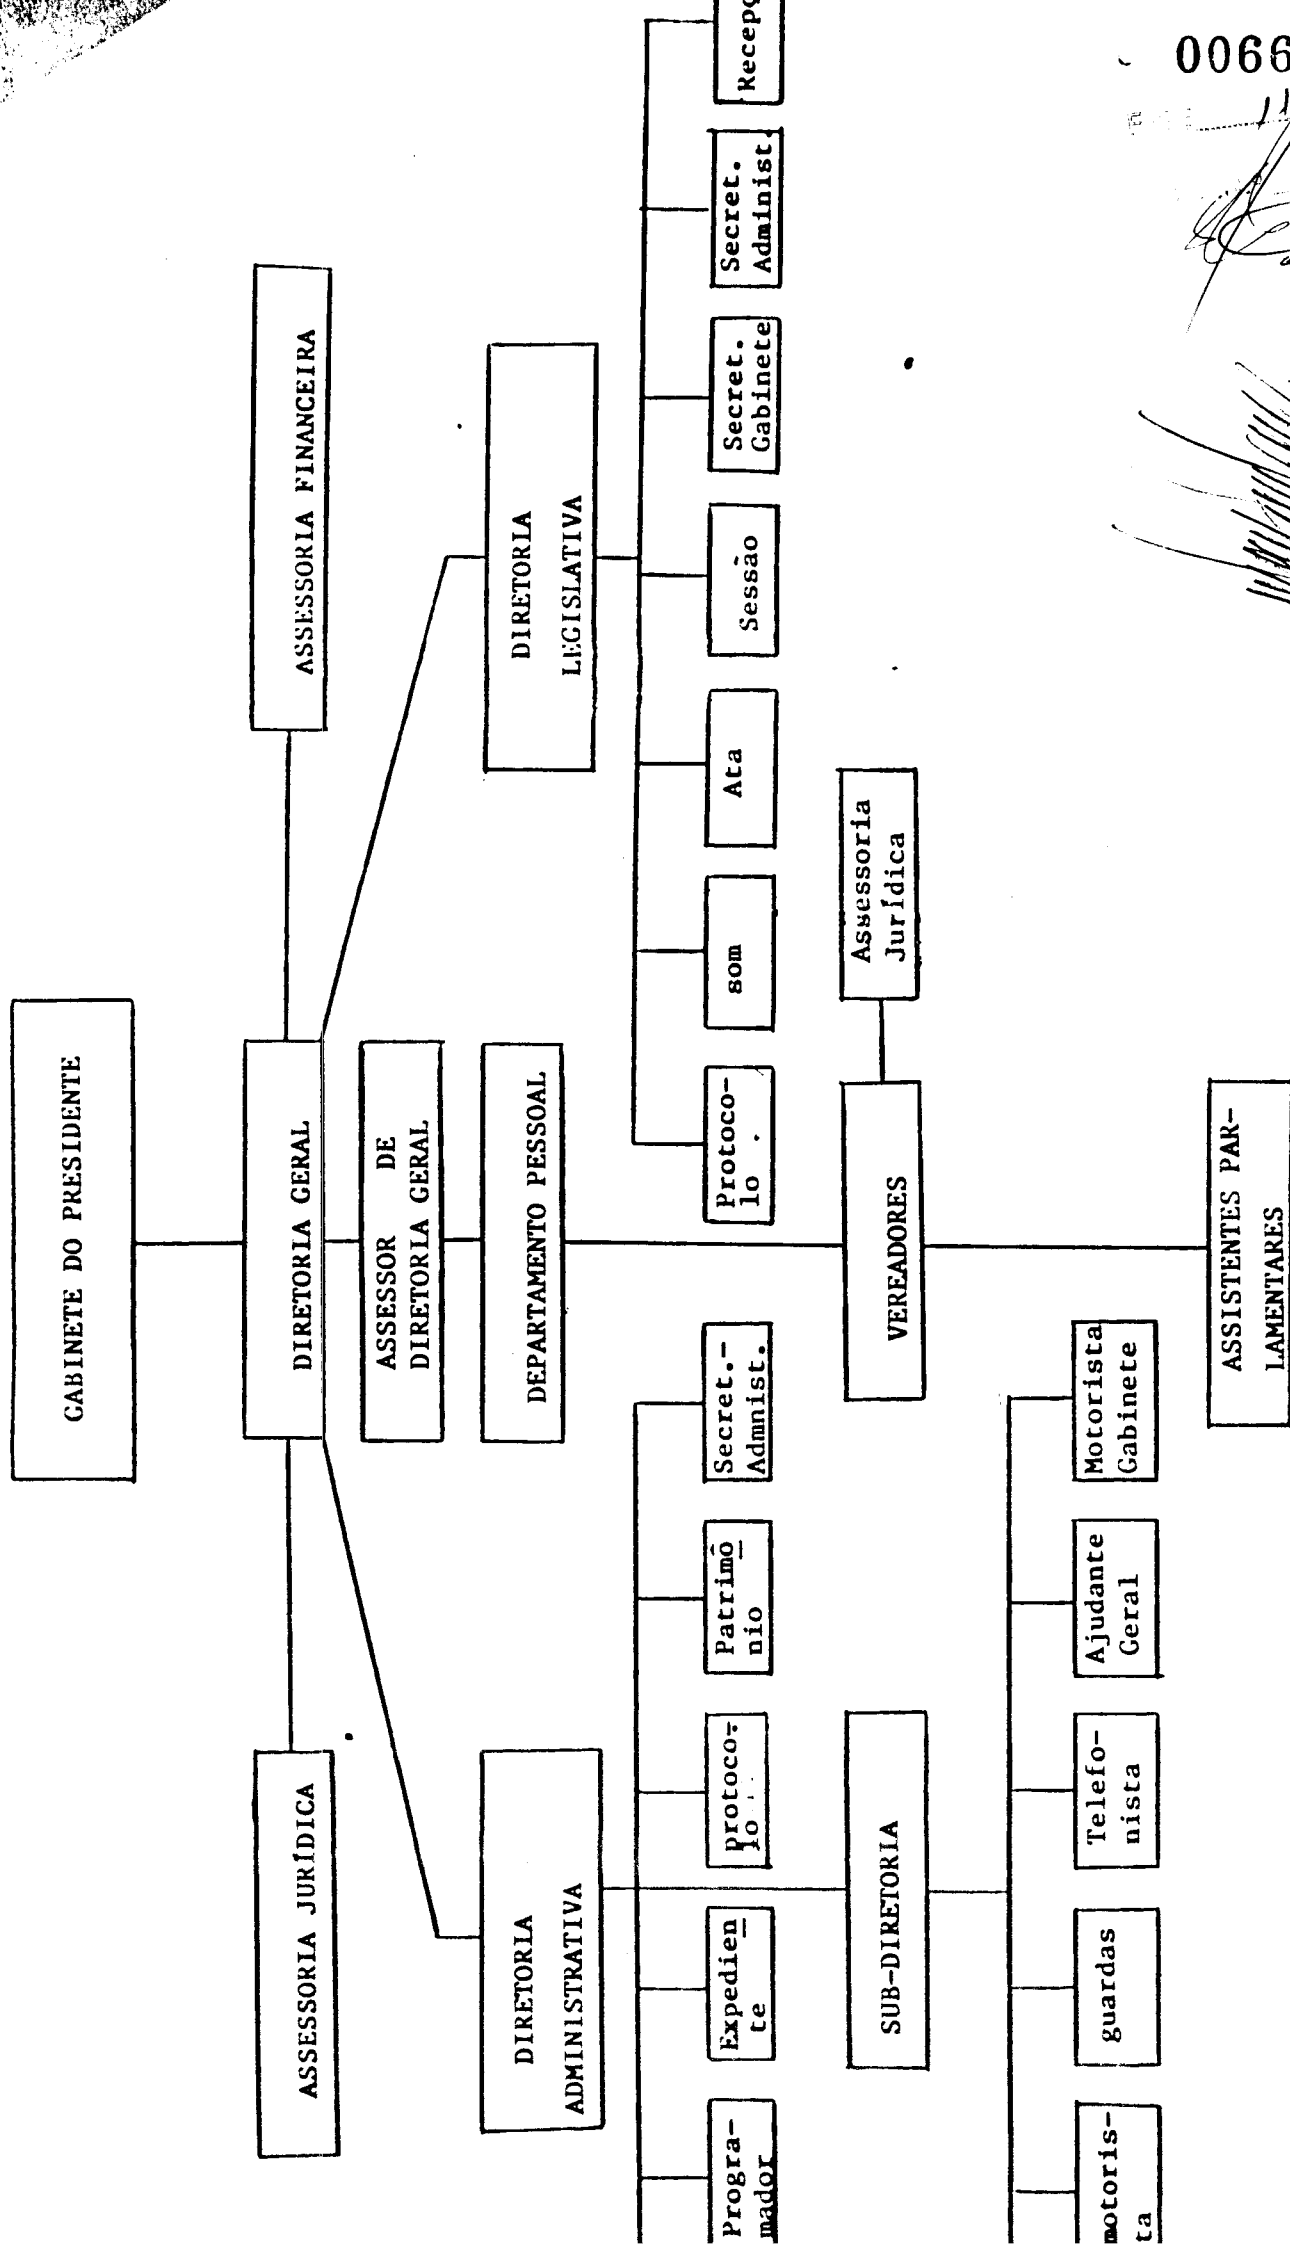 0066
GABINETE DO PRESIDENTE
ASSESSORIA JURÍDICA
DIRETORIA GERAL
ASSESSORIA FINANCEIRA
ASSESSOR DE
DIRETORIA GERAL
DIRETORIA
ADMINISTRATIVA
DEPARTAMENTO PESSOAL
DIRETORIA
LEGISLATIVA
Progra-
mador
Expedien
te
protoco-
lo
Patrimô
nio
Secret.-
Admnist.
Protoco-
lo .
som
Ata
Sessão
Secret.
Gabinete
Secret.
Administ.
SUB-DIRETORIA
VEREADORES
Assessoria
Jurídica
motoris-
ta
guardas
Telefo-
nista
Ajudante
Geral
Motorista
Gabinete
ASSISTENTES PAR-
LAMENTARES